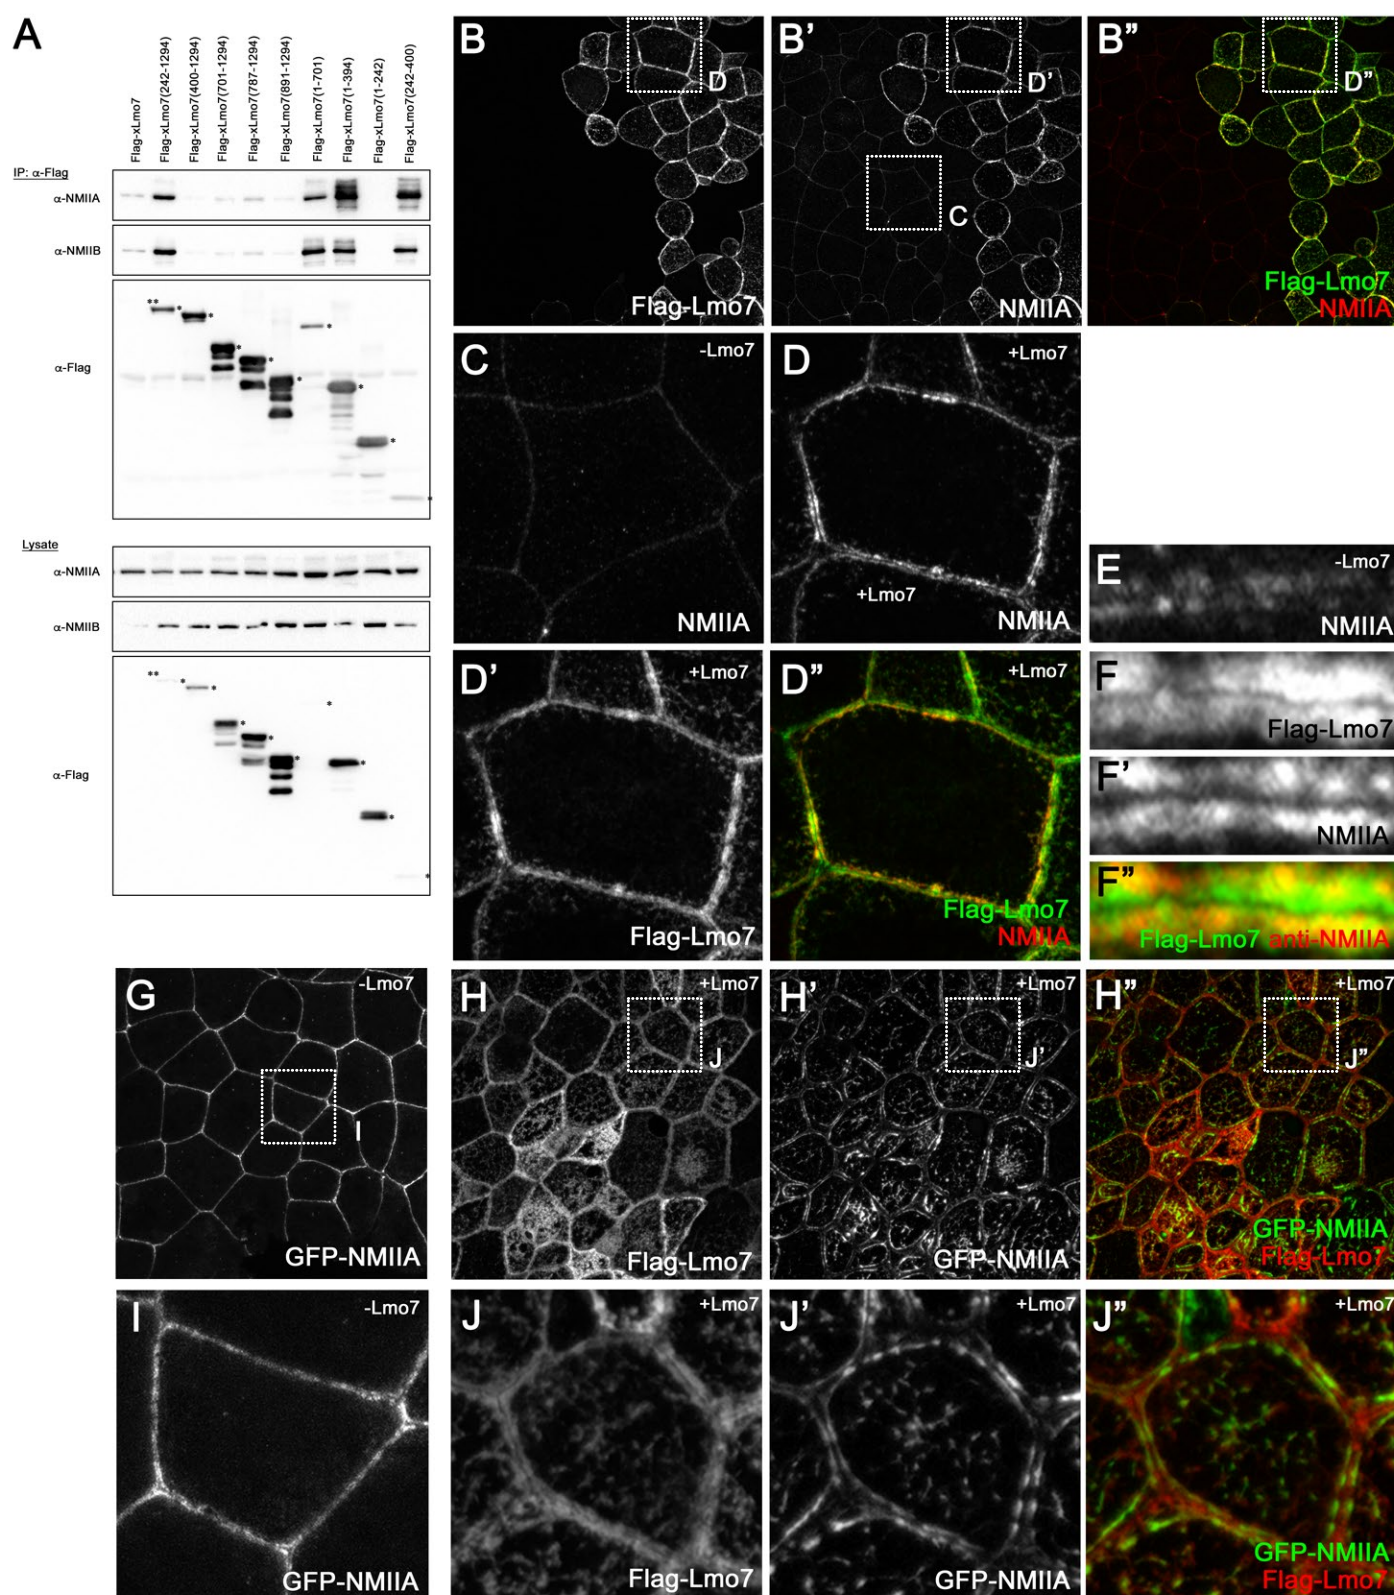 A
Flag-xLmo7
Flag-xLmo7(242-1294)
Flag-xLmo7(400-1294)
Flag-xLmo7(701-1294)
Flag-xLmo7(787-1294)
Flag-xLmo7(891-1294)
Flag-xLmo7(1-701)
Flag-xLmo7(1-394)
Flag-xLmo7(1-242)
Flag-xLmo7(242-400)
IP: α-Flag
α-NMIIA
α-NMIIB
α-Flag
**
*
*
*
*
*
*
*
*
*
Lysate
α-NMIIA
α-NMIIB
α-Flag
**
*
*
*
*
*
*
*
*
*
B
D
Flag-Lmo7
B’
D’
C
NMIIA
B”
D”
Flag-Lmo7
NMIIA
C
-Lmo7
NMIIA
D
+Lmo7
+Lmo7
NMIIA
D’
+Lmo7
Flag-Lmo7
D”
+Lmo7
Flag-Lmo7
NMIIA
E
-Lmo7
NMIIA
F
Flag-Lmo7
F’
NMIIA
F”
Flag-Lmo7 anti-NMIIA
G
-Lmo7
I
GFP-NMIIA
H
+Lmo7
J
Flag-Lmo7
H’
+Lmo7
J’
GFP-NMIIA
H”
+Lmo7
J”
GFP-NMIIA
Flag-Lmo7
I
-Lmo7
GFP-NMIIA
J
+Lmo7
Flag-Lmo7
J’
+Lmo7
GFP-NMIIA
J”
+Lmo7
GFP-NMIIA
Flag-Lmo7